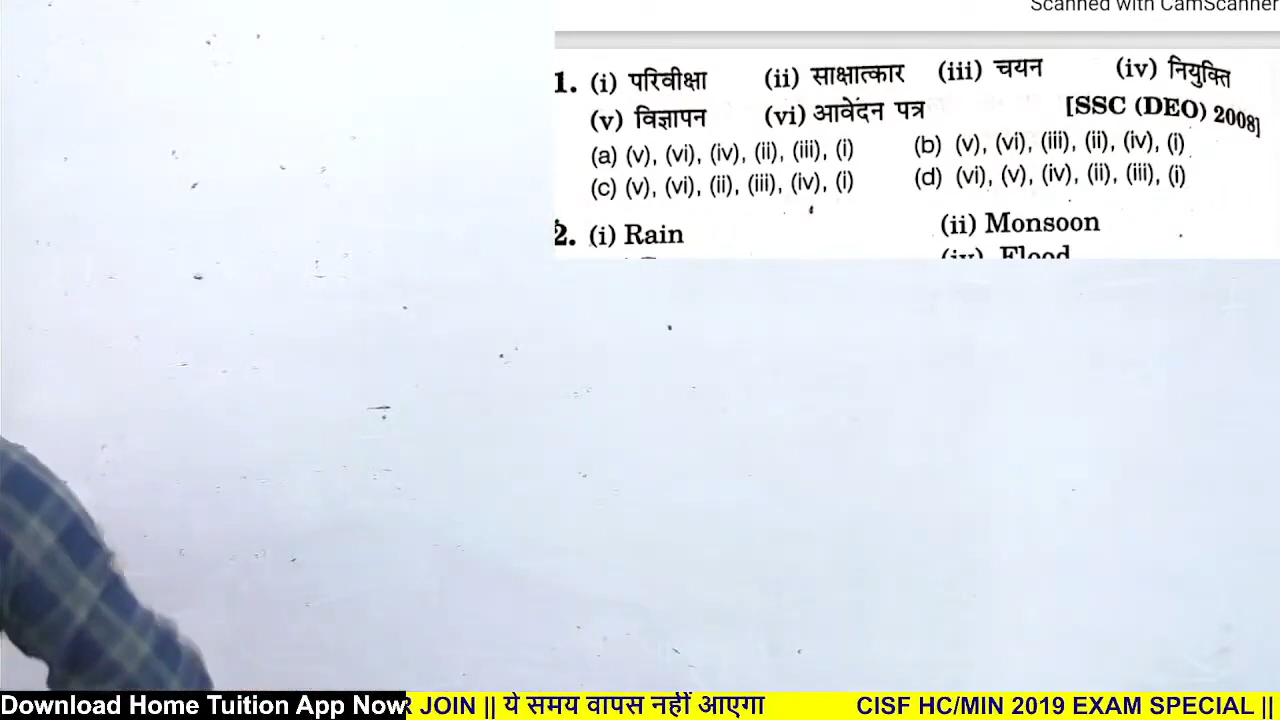 Scanned with CamScanner
1. (i) परिवीक्षा (ii) साक्षात्कार (iii) चयन (iv) नियुक्ति
(v) विज्ञापन (vi) आवेदन पत्र [SSC (DEO) 2008]
(a) (v), (vi), (iv), (ii), (iii), (i) (b) (v), (vi), (iii), (ii), (iv), (i)
(c) (v), (vi), (ii), (iii), (iv), (i) (d) (vi), (v), (iv), (ii), (iii), (i)
2. (i) Rain (ii) Monsoon
(iv) Flood
Download Home Tuition App Now JOIN || ये समय वापस नहीं आएगा CISF HC/MIN 2019 EXAM SPECIAL ||